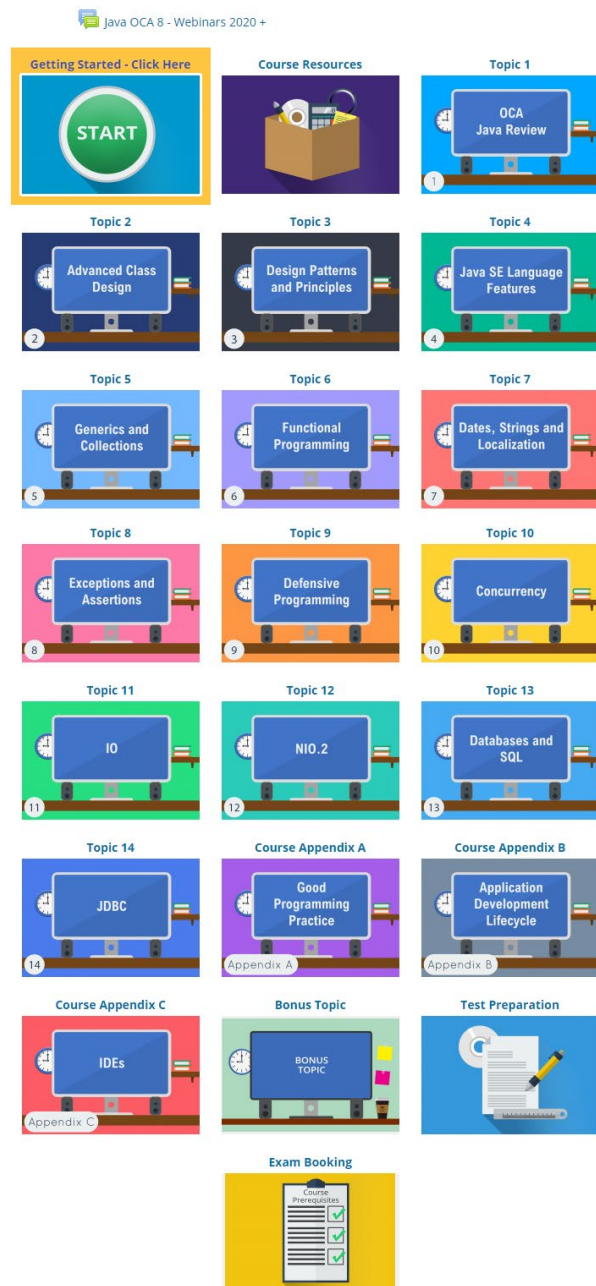 Java OCA 8 - Webinars 2020 +
Getting Started - Click Here
START
Course Resources
Topic 1
OCA
Java Review
1
Topic 2
Advanced Class
Design
2
Topic 3
Design Patterns
and Principles
3
Topic 4
Java SE Language
Features
4
Topic 5
Generics and
Collections
5
Topic 6
Functional
Programming
6
Topic 7
Dates, Strings and
Localization
7
Topic 8
Exceptions and
Assertions
8
Topic 9
Defensive
Programming
9
Topic 10
Concurrency
10
Topic 11
IO
11
Topic 12
NIO.2
12
Topic 13
Databases and
SQL
13
Topic 14
JDBC
14
Course Appendix A
Good
Programming
Practice
Appendix A
Course Appendix B
Application
Development
Lifecycle
Appendix B
Course Appendix C
IDEs
Appendix C
Bonus Topic
BONUS
TOPIC
Test Preparation
Exam Booking
Course
Prerequisites